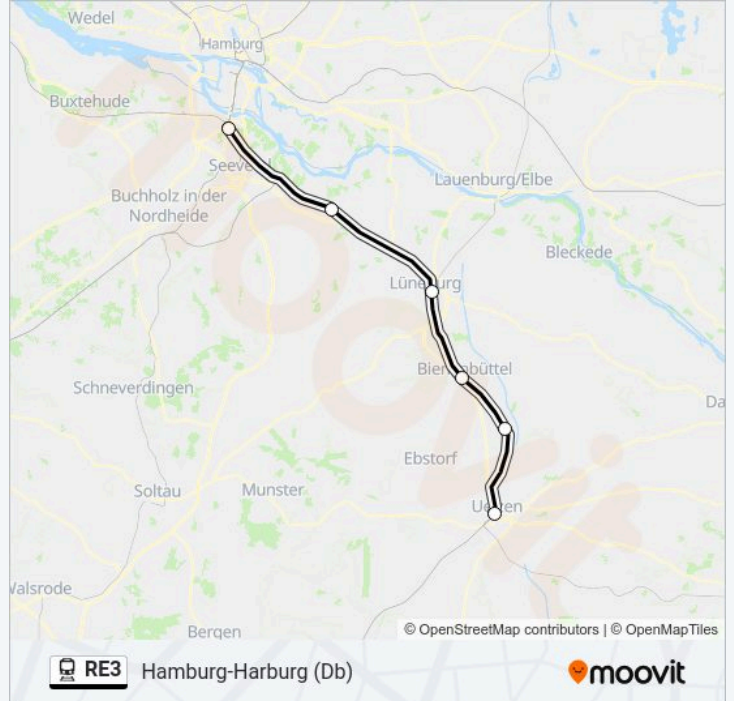 Wedel
Hamburg
Buxtehude
Seevetal
Lauenburg/Elbe
Buchholz in der
Nordheide
Bleckede
Lüneburg
Bienenbüttel
Schneverdingen
Da
Ebstorf
Soltau
Munster
Uelzen
Walsrode
Bergen
© OpenStreetMap contributors | © OpenMapTiles
RE3 Hamburg-Harburg (Db)
moovit
moovit